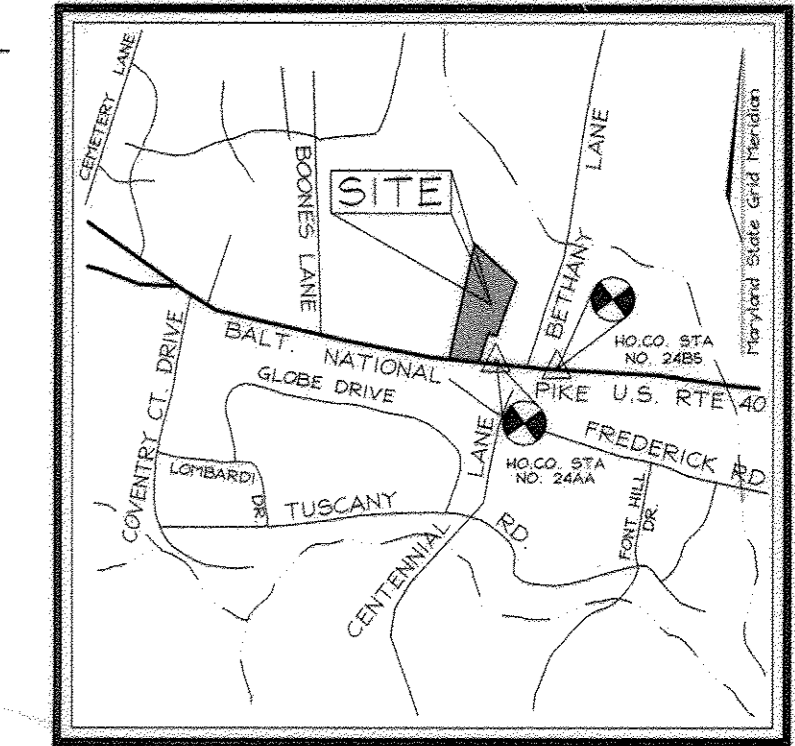 CEMETERY LANE
BOONES LANE
SITE
LANE
BETHANY
Maryland State Grid Meridian
HO.CO. STA
NO. 24B5
BALT. NATIONAL
PIKE U.S. RTE 40
GLOBE DRIVE
COVENTRY CT. DRIVE
LANE
FREDERICK RD
HO.CO. STA
NO. 24AA
LOMBARDI
DR.
TUSCANY
RD.
CENTENNIAL
FONT HILL
DR.